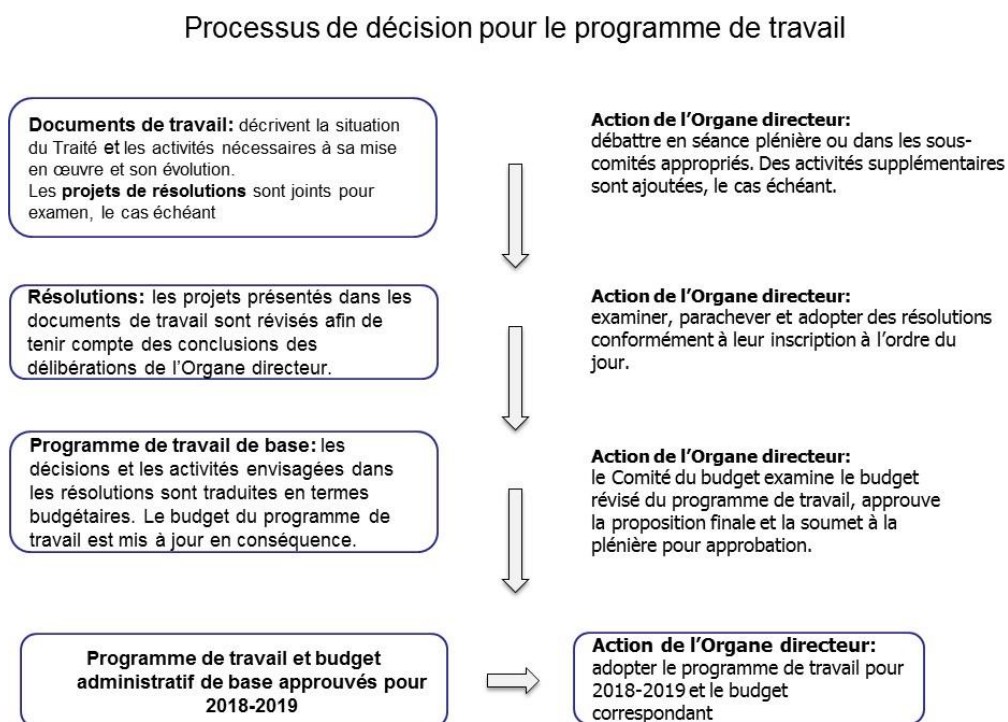 Processus de décision pour le programme de travail
Documents de travail: décrivent la situation
du Traité et les activités nécessaires à sa mise
en œuvre et son évolution.
Les projets de résolutions sont joints pour
examen, le cas échéant
Action de l’Organe directeur:
débattre en séance plénière ou dans les sous-
comités appropriés. Des activités supplémentaires
sont ajoutées, le cas échéant.
Résolutions: les projets présentés dans les
documents de travail sont révisés afin de
tenir compte des conclusions des
délibérations de l’Organe directeur.
Action de l’Organe directeur:
examiner, parachever et adopter des résolutions
conformément à leur inscription à l’ordre du
jour.
Programme de travail de base: les
décisions et les activités envisagées dans
les résolutions sont traduites en termes
budgétaires. Le budget du programme de
travail est mis à jour en conséquence.
Action de l’Organe directeur:
le Comité du budget examine le budget
révisé du programme de travail, approuve
la proposition finale et la soumet à la
plénière pour approbation.
Programme de travail et budget
administratif de base approuvés pour
2018-2019
Action de l’Organe directeur:
adopter le programme de travail pour
2018-2019 et le budget
correspondant